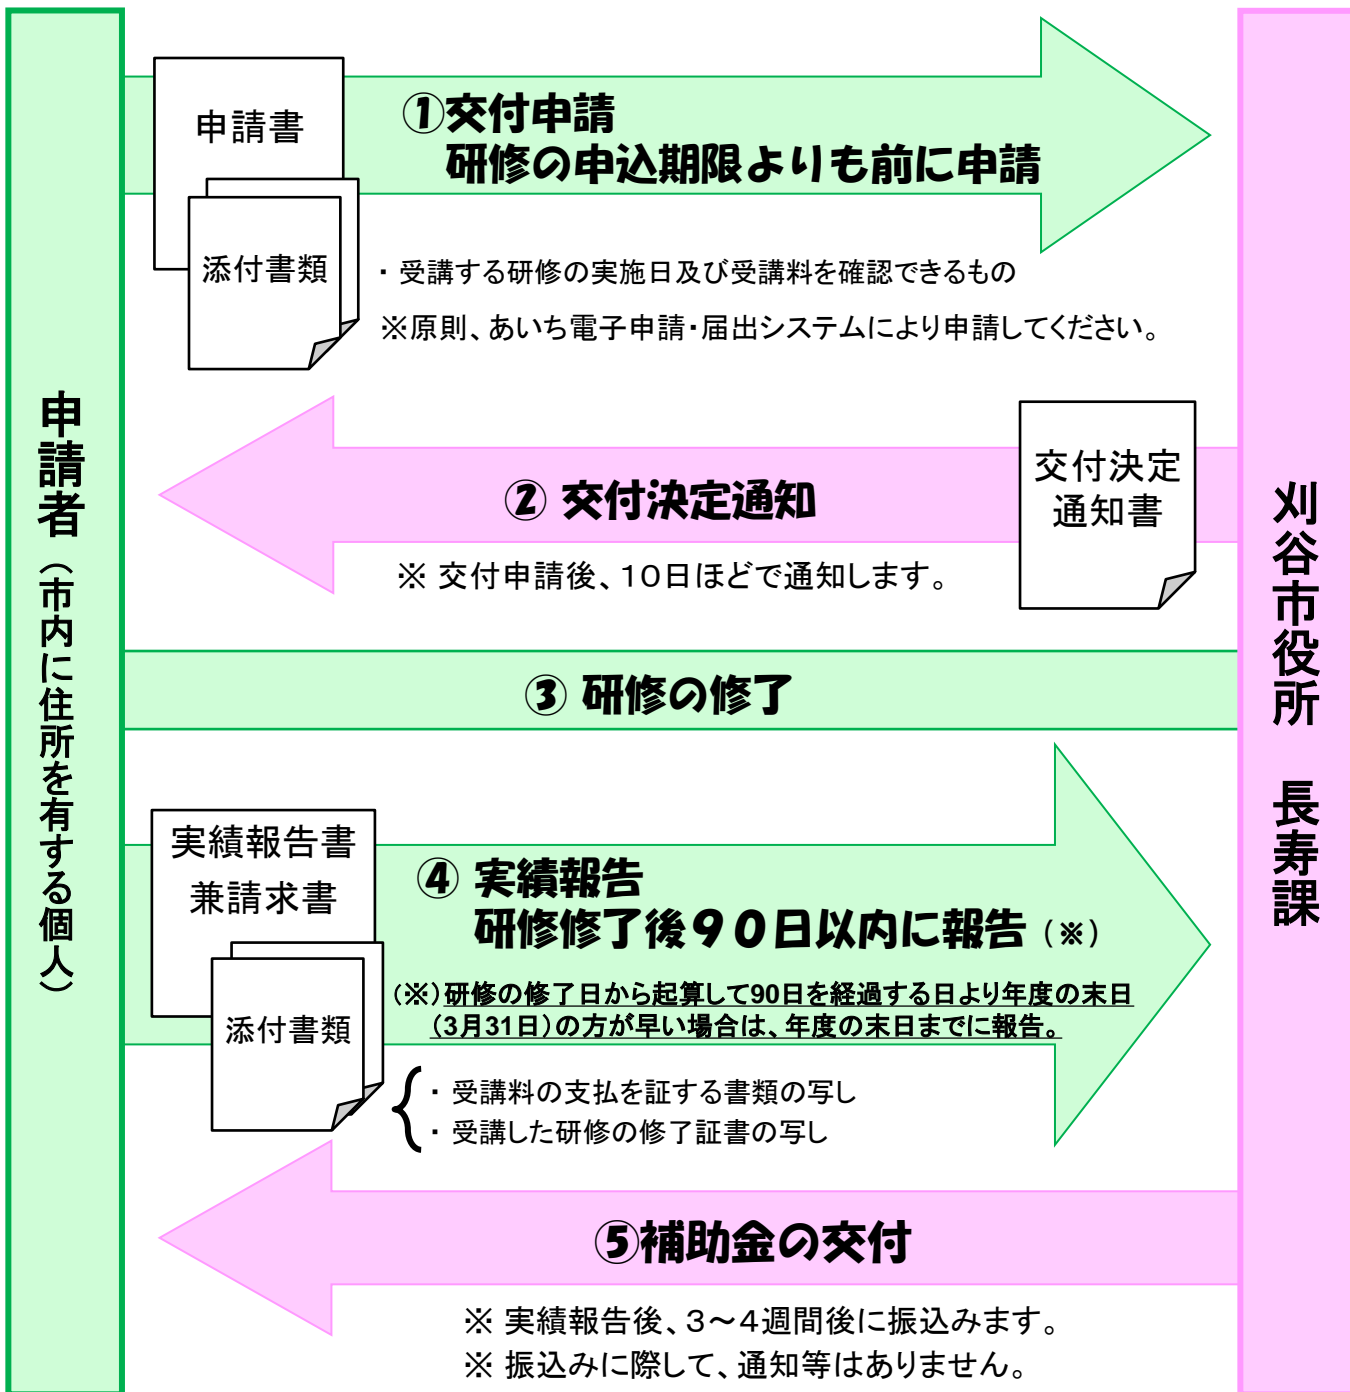 申請者（市内に住所を有する個人）
申請書
添付書類
①交付申請
研修の申込期限よりも前に申請
・ 受講する研修の実施日及び受講料を確認できるもの
※原則、あいち電子申請・届出システムにより申請してください。
② 交付決定通知
交付決定
通知書
※ 交付申請後、１０日ほどで通知します。
③ 研修の修了
実績報告書
兼請求書
添付書類
④ 実績報告
研修修了後９０日以内に報告（※）
（※）研修の修了日から起算して90日を経過する日より年度の末日
（3月31日）の方が早い場合は、年度の末日までに報告。
・ 受講料の支払を証する書類の写し
・ 受講した研修の修了証書の写し
⑤補助金の交付
※ 実績報告後、３～４週間後に振込みます。
※ 振込みに際して、通知等はありません。
刈谷市役所　長寿課